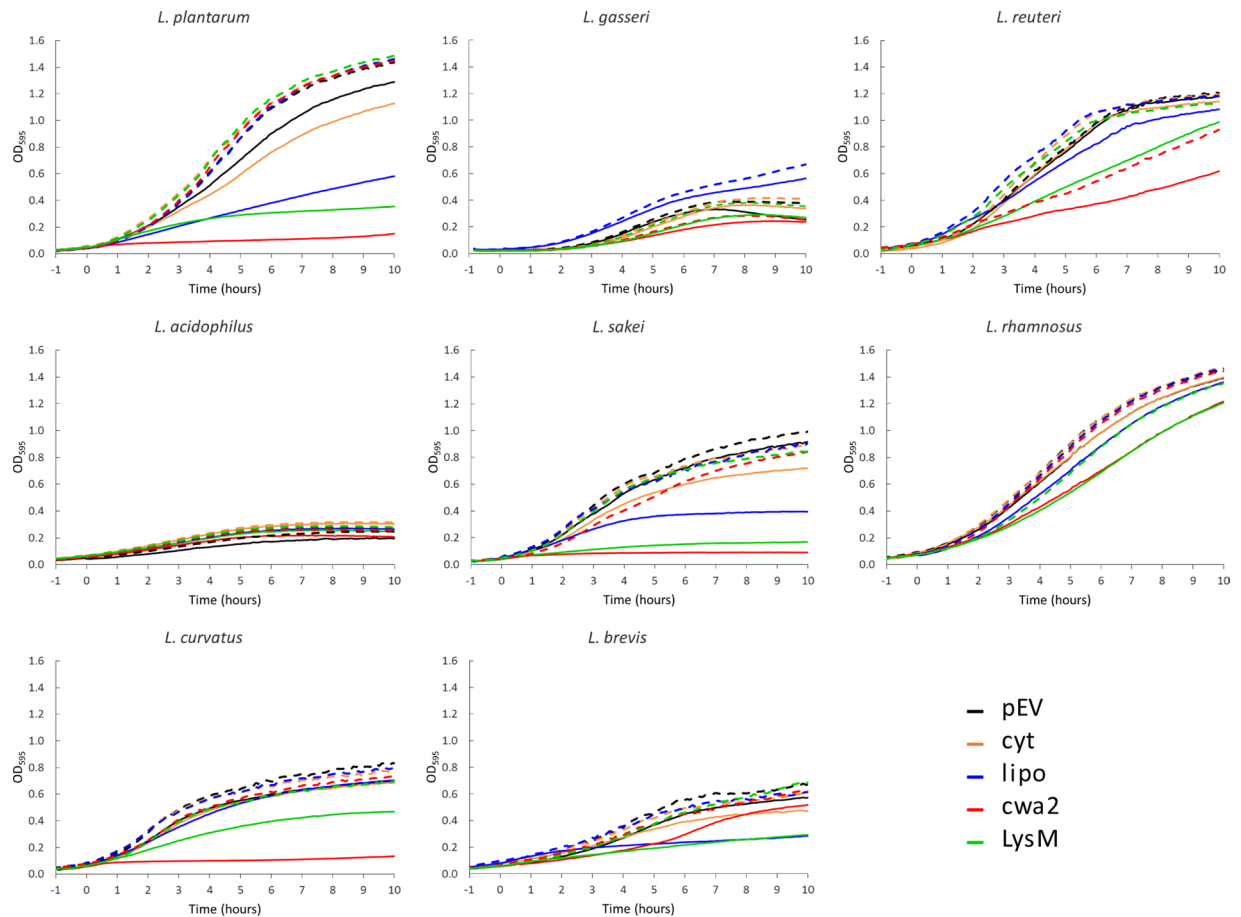 L. plantarum
OD595
1.6
1.4
1.2
1.0
0.8
0.6
0.4
0.2
0.0
-1 0 1 2 3 4 5 6 7 8 9 10
Time (hours)
L. gasseri
OD595
1.6
1.4
1.2
1.0
0.8
0.6
0.4
0.2
0.0
-1 0 1 2 3 4 5 6 7 8 9 10
Time (hours)
L. reuteri
OD595
1.6
1.4
1.2
1.0
0.8
0.6
0.4
0.2
0.0
-1 0 1 2 3 4 5 6 7 8 9 10
Time (hours)
L. acidophilus
OD595
1.6
1.4
1.2
1.0
0.8
0.6
0.4
0.2
0.0
-1 0 1 2 3 4 5 6 7 8 9 10
Time (hours)
L. sakei
OD595
1.6
1.4
1.2
1.0
0.8
0.6
0.4
0.2
0.0
-1 0 1 2 3 4 5 6 7 8 9 10
Time (hours)
L. rhamnosus
OD595
1.6
1.4
1.2
1.0
0.8
0.6
0.4
0.2
0.0
-1 0 1 2 3 4 5 6 7 8 9 10
Time (hours)
L. curvatus
OD595
1.6
1.4
1.2
1.0
0.8
0.6
0.4
0.2
0.0
-1 0 1 2 3 4 5 6 7 8 9 10
Time (hours)
L. brevis
OD595
1.6
1.4
1.2
1.0
0.8
0.6
0.4
0.2
0.0
-1 0 1 2 3 4 5 6 7 8 9 10
Time (hours)
pEV
cyt
lipo
cwa2
LysM